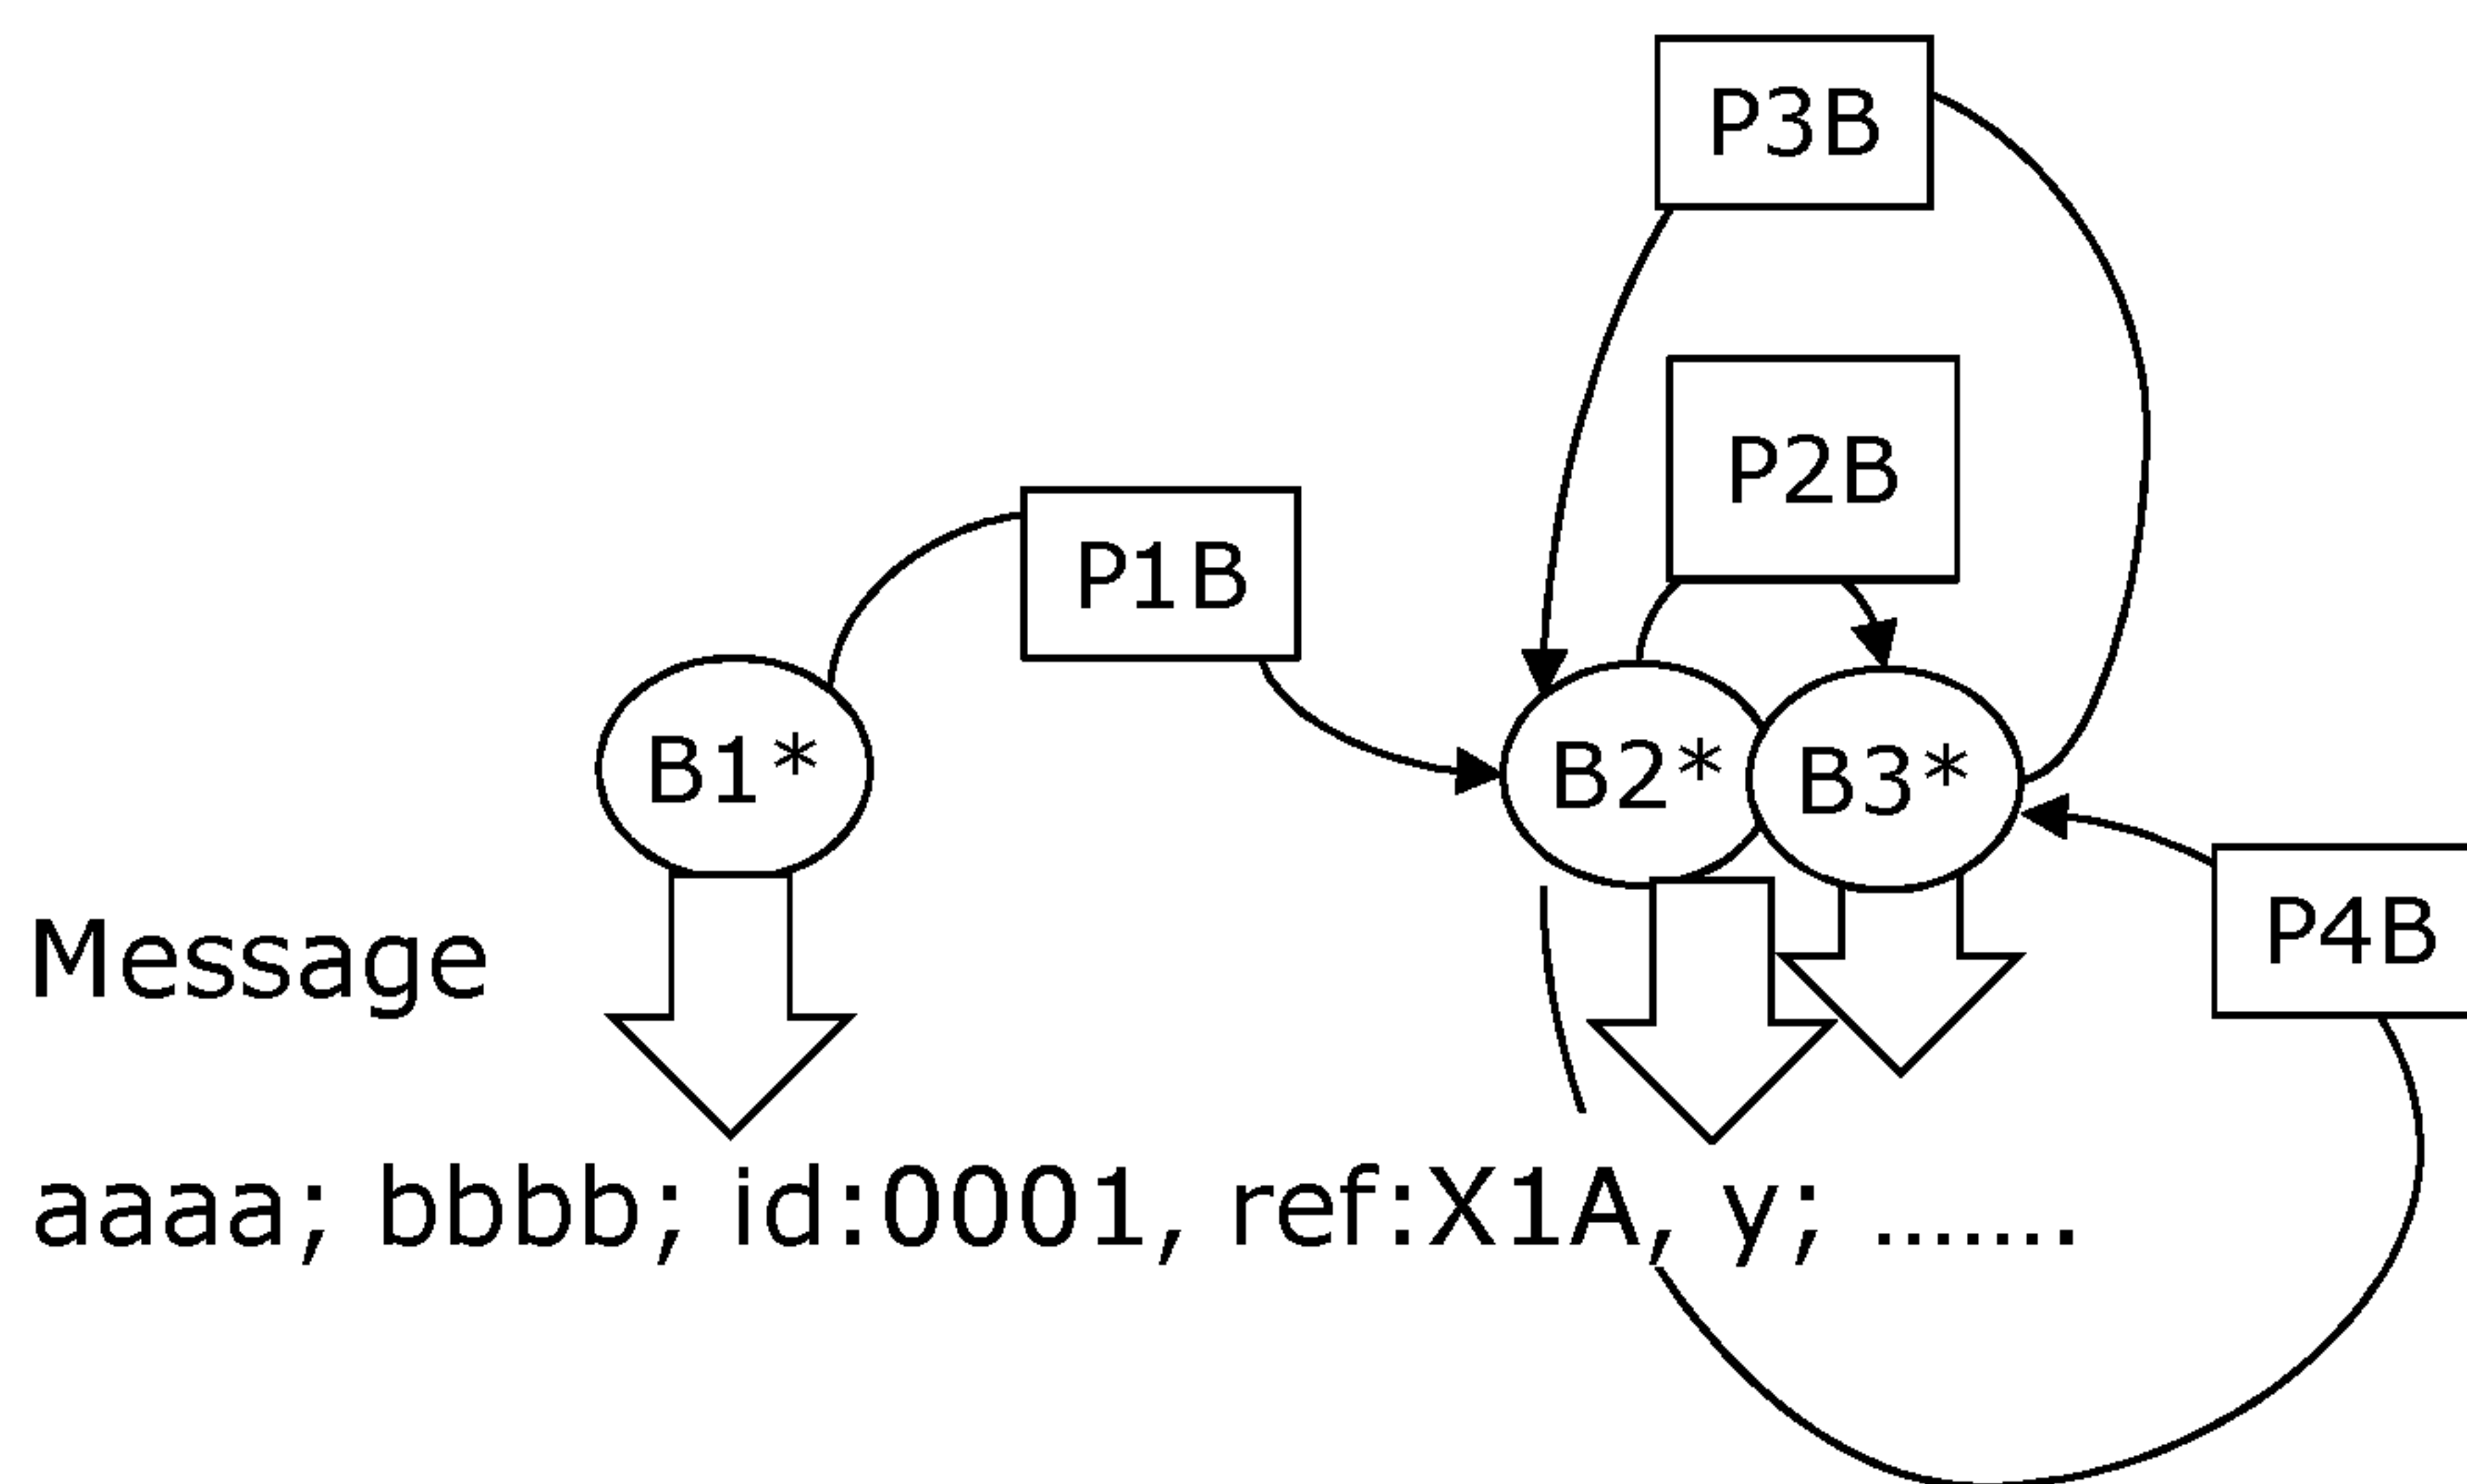 P3B
P2B
P1B
B1*
B2*
B3*
P4B
Message
aaaa; bbbb; id:0001, ref:X1A, y; .......